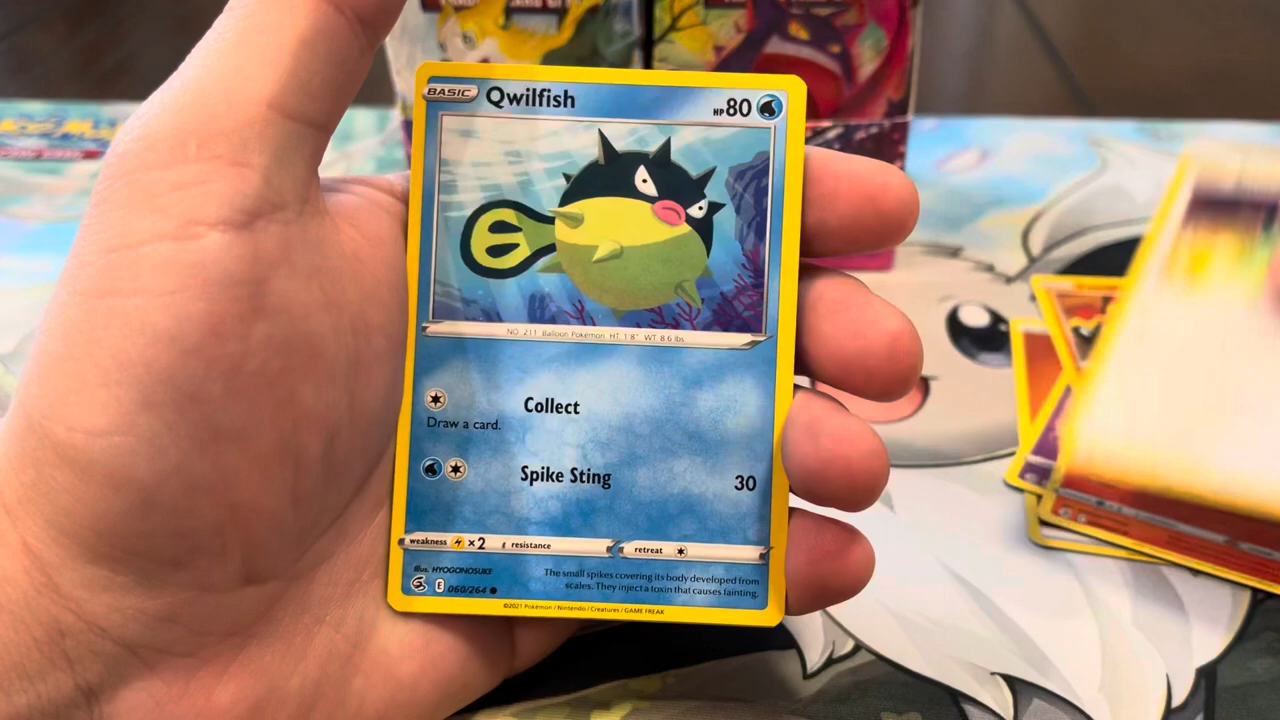 BASIC Qwilfish HP 80
NO. 211 Balloon Pokémon HT: 1'8" WT: 8.6 lbs.
Collect
Draw a card.
Spike Sting 30
weakness ×2 resistance retreat
Illus. HYOGONOSUKE
The small spikes covering its body developed from
scales. They inject a toxin that causes fainting.
E 060/264
©2021 Pokémon / Nintendo / Creatures / GAME FREAK